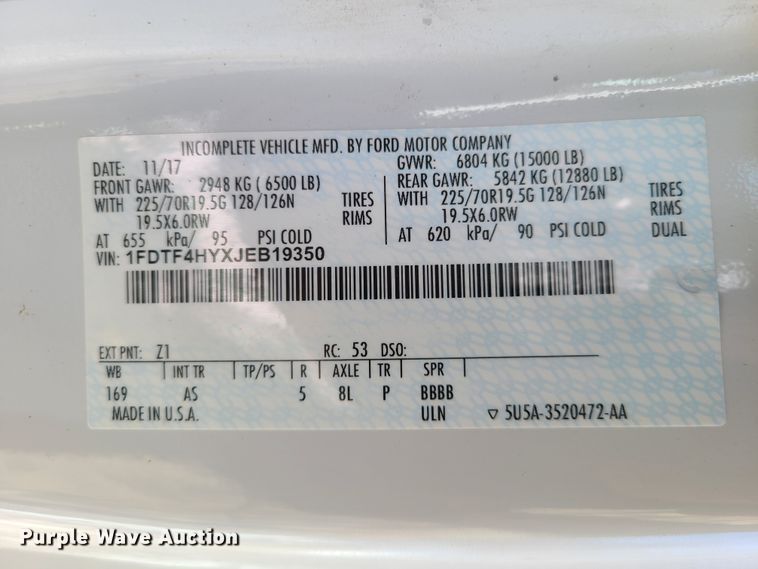 INCOMPLETE VEHICLE MFD. BY FORD MOTOR COMPANY
DATE: 11/17 GVWR: 6804 KG (15000 LB)
FRONT GAWR: 2948 KG ( 6500 LB) REAR GAWR: 5842 KG (12880 LB)
WITH 225/70R19.5G 128/126N TIRES WITH 225/70R19.5G 128/126N TIRES
19.5X6.0RW RIMS 19.5X6.0RW RIMS
AT 655 kPa/ 95 PSI COLD AT 620 kPa/ 90 PSI COLD DUAL
VIN: 1FDTF4HYXJEB19350
EXT PNT: Z1 RC: 53 DSO:
WB INT TR TP/PS R AXLE TR SPR
169 AS 5 8L P BBBB
MADE IN U.S.A. ULN ▽ 5U5A-3520472-AA
Purple Wave Auction